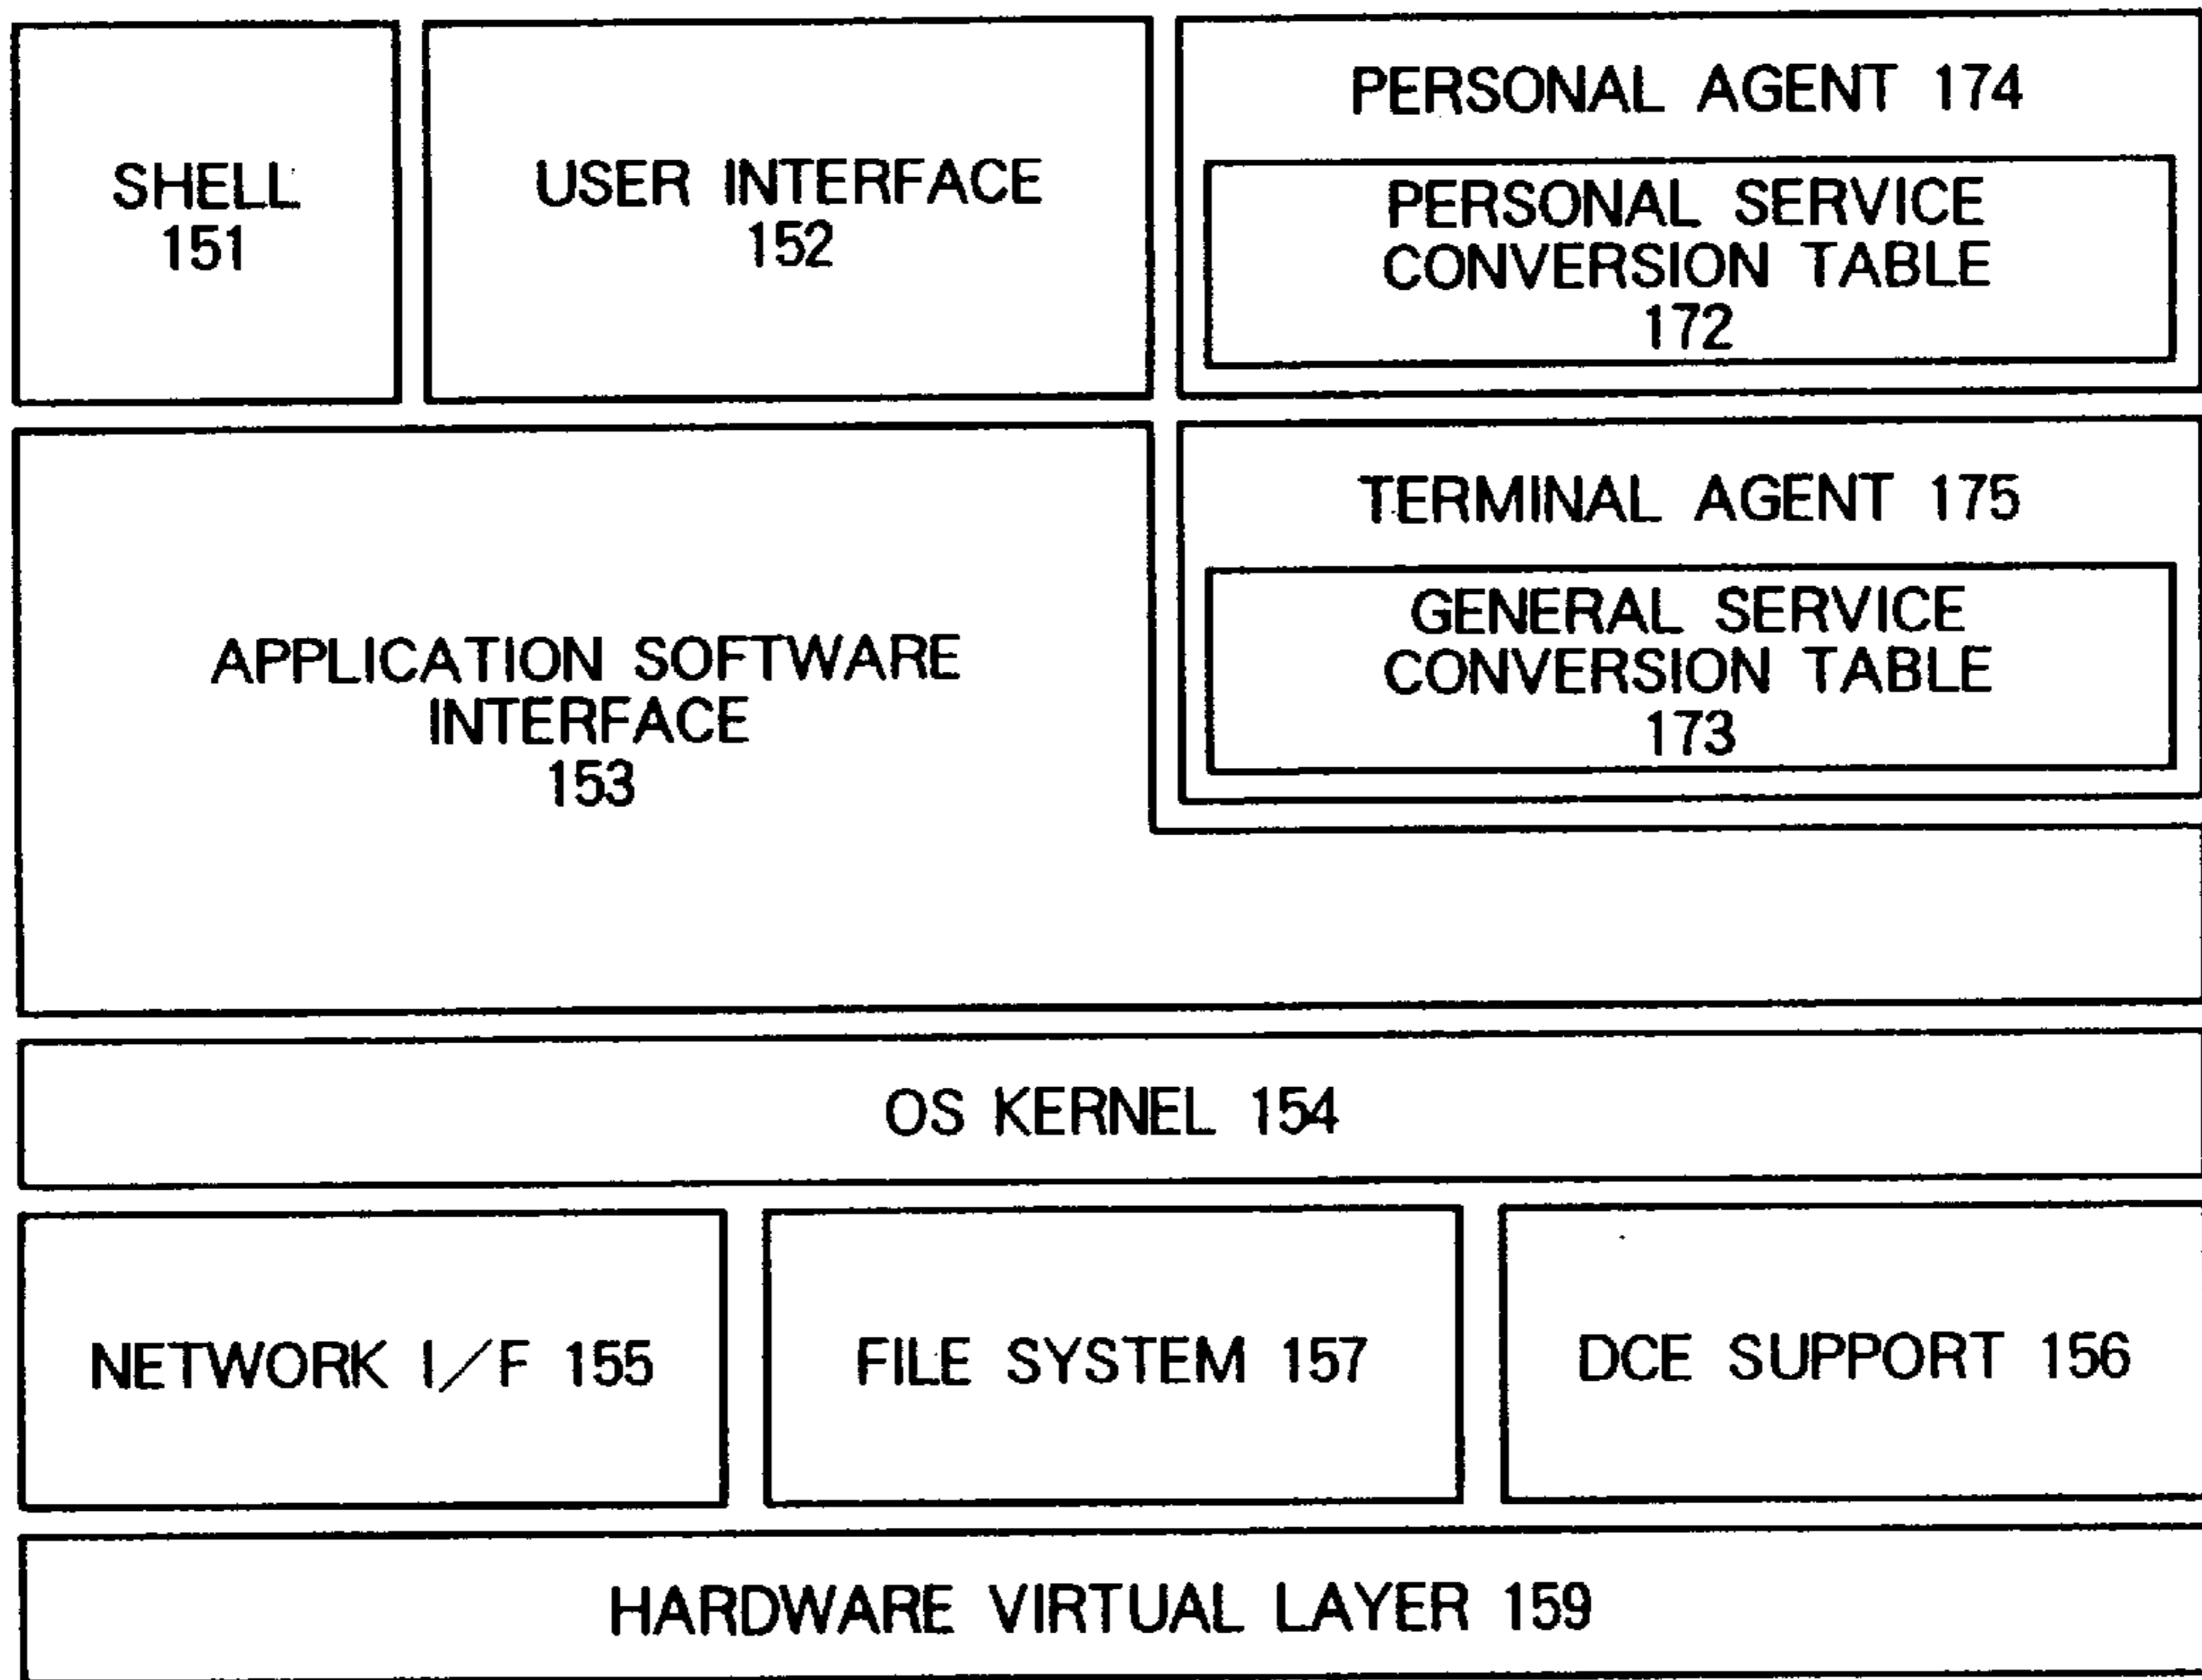 SHELL
151
USER INTERFACE
152
PERSONAL AGENT 174
PERSONAL SERVICE
CONVERSION TABLE
172
APPLICATION SOFTWARE
INTERFACE
153
TERMINAL AGENT 175
GENERAL SERVICE
CONVERSION TABLE
173
OS KERNEL 154
NETWORK I/F 155
FILE SYSTEM 157
DCE SUPPORT 156
HARDWARE VIRTUAL LAYER 159